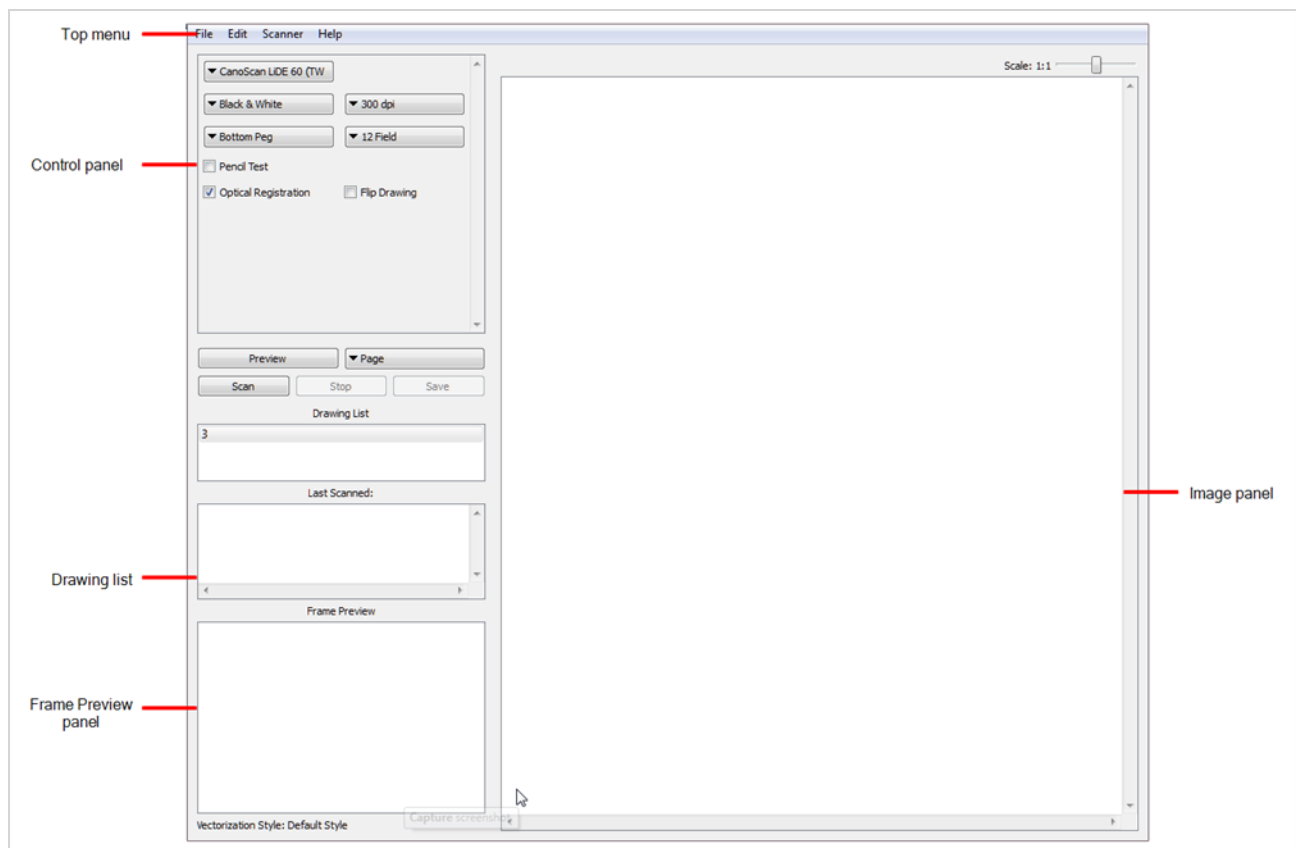 Top menu
File Edit Scanner Help
Scale: 1:1
CanoScan LiDE 60 (TW
Black & White 300 dpi
Bottom Peg 12 Field
Control panel
Pencil Test
Optical Registration Flip Drawing
Preview Page
Scan Stop Save
Drawing List
3
Last Scanned:
Image panel
Drawing list
Frame Preview
Frame Preview
panel
Capture screenshot
Vectorization Style: Default Style